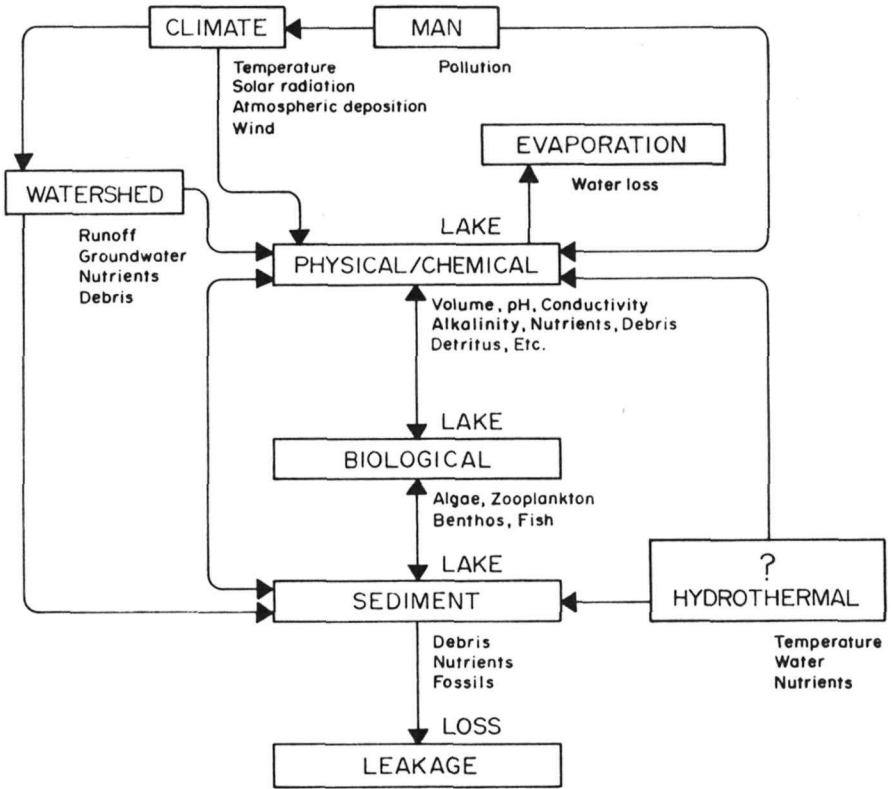 CLIMATE
MAN
Temperature
Solar radiation
Atmospheric deposition
Wind
Pollution
EVAPORATION
Water loss
WATERSHED
Runoff
Groundwater
Nutrients
Debris
LAKE
PHYSICAL/CHEMICAL
Volume, pH, Conductivity
Alkalinity, Nutrients, Debris
Detritus, Etc.
LAKE
BIOLOGICAL
Algae, Zooplankton
Benthos, Fish
LAKE
SEDIMENT
Debris
Nutrients
Fossils
?
HYDROTHERMAL
Temperature
Water
Nutrients
LOSS
LEAKAGE